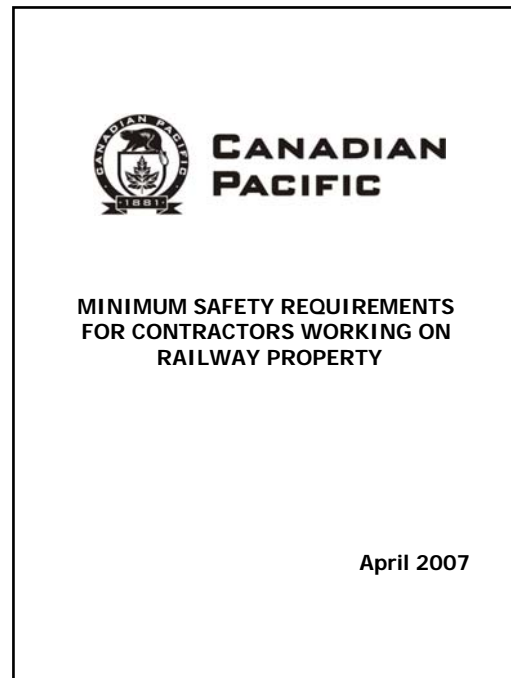 CANADIAN PACIFIC
1881
CANADIAN
PACIFIC
MINIMUM SAFETY REQUIREMENTS
FOR CONTRACTORS WORKING ON
RAILWAY PROPERTY
April 2007